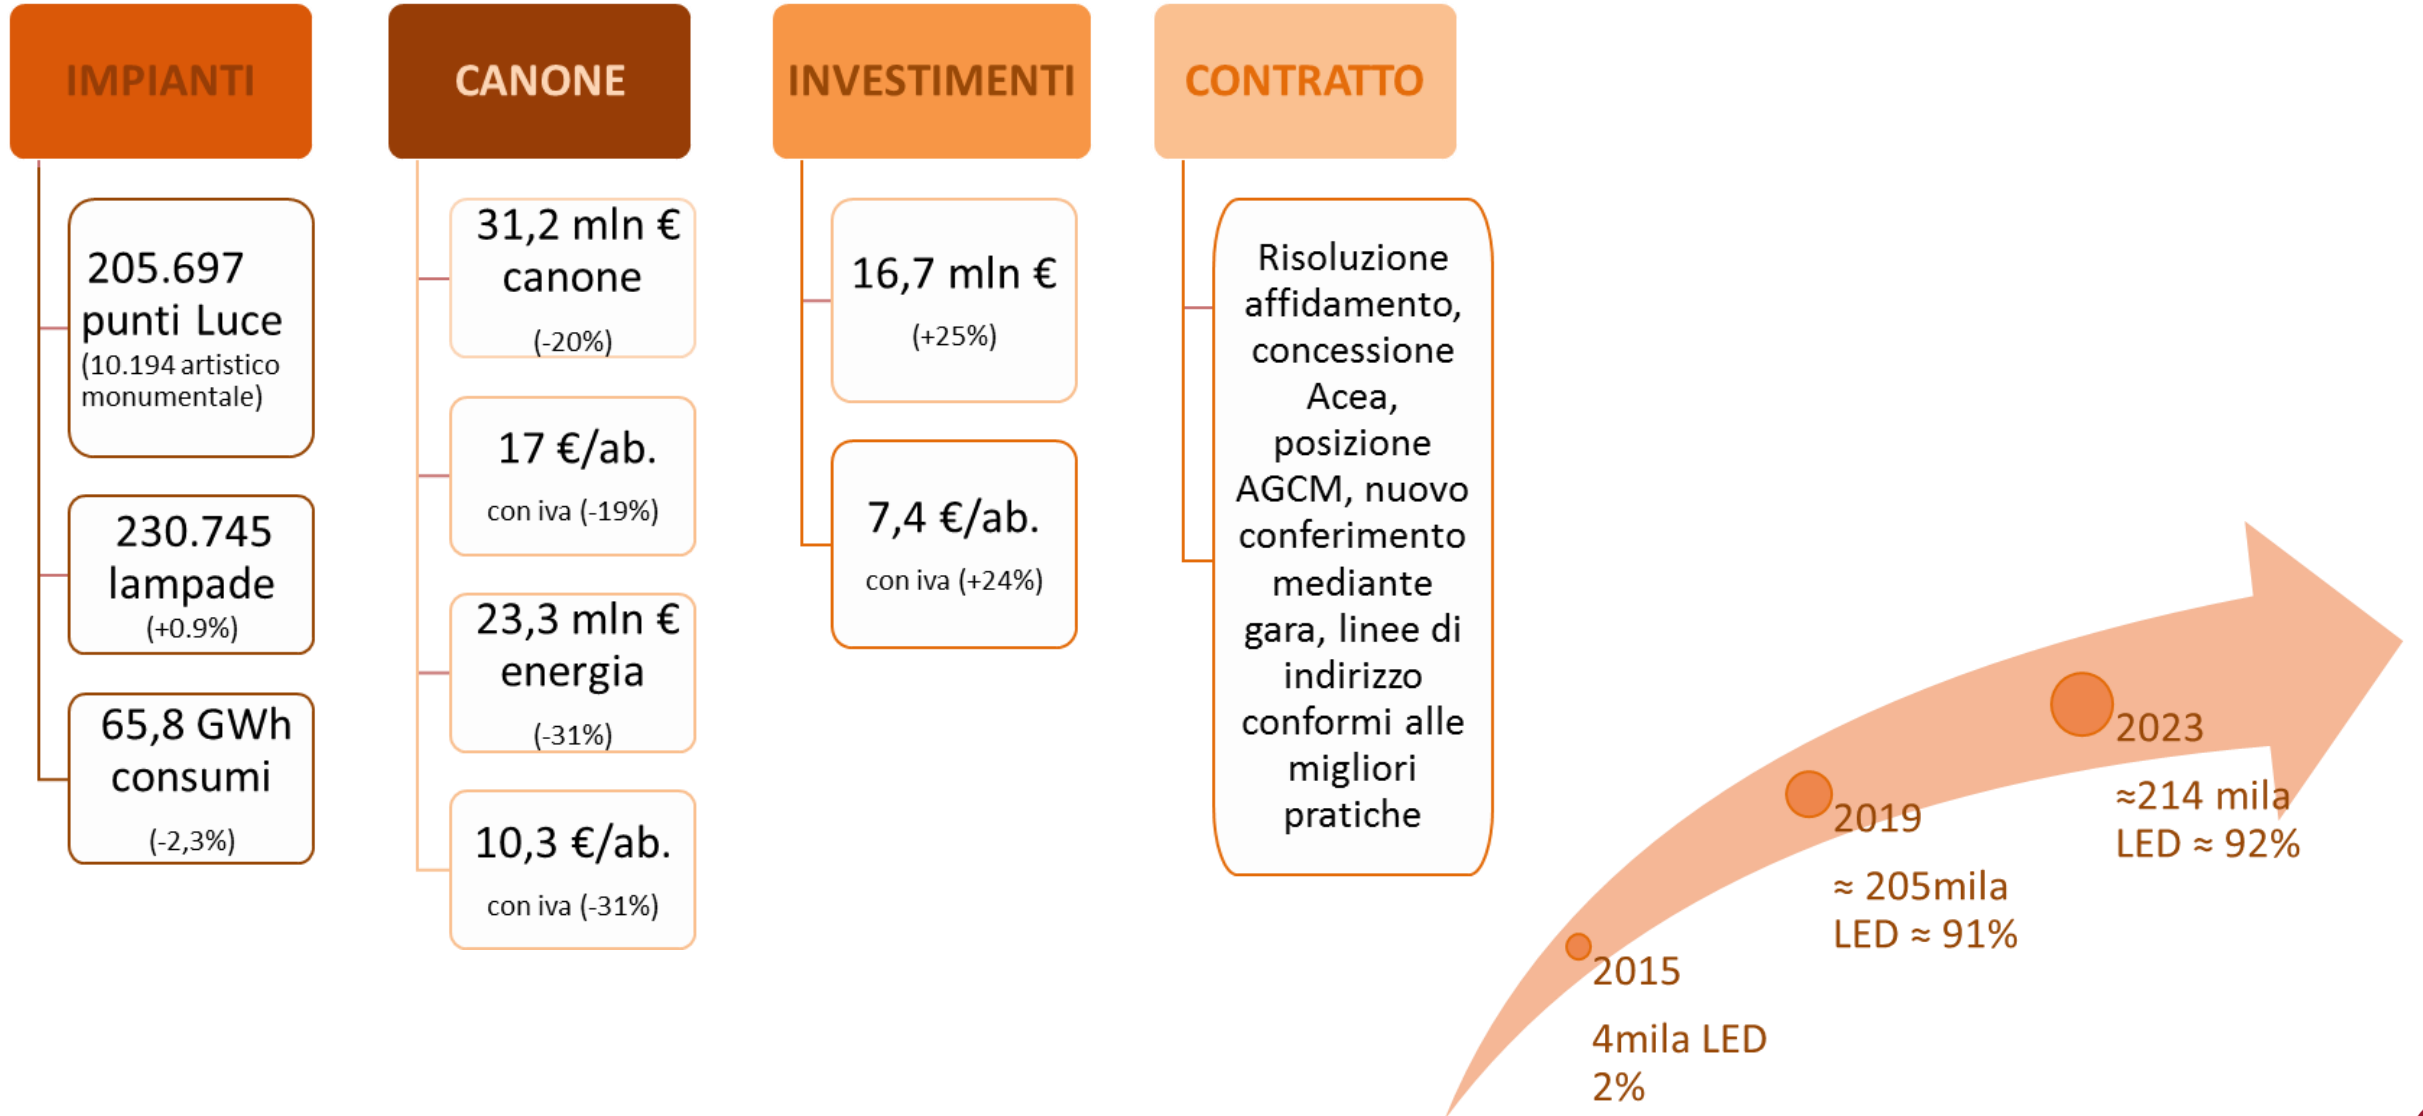 IMPIANTI
205.697
punti Luce
(10.194 artistico
monumentale)
230.745
lampade
(+0.9%)
65,8 GWh
consumi
(-2,3%)
CANONE
31,2 mln €
canone
(-20%)
17 €/ab.
con iva (-19%)
23,3 mln €
energia
(-31%)
10,3 €/ab.
con iva (-31%)
INVESTIMENTI
16,7 mln €
(+25%)
7,4 €/ab.
con iva (+24%)
CONTRATTO
Risoluzione
affidamento,
concessione
Acea,
posizione
AGCM, nuovo
conferimento
mediante
gara, linee di
indirizzo
conformi alle
migliori
pratiche
2015
4mila LED
2%
2019
≈ 205mila
LED ≈ 91%
2023
≈214 mila
LED ≈ 92%